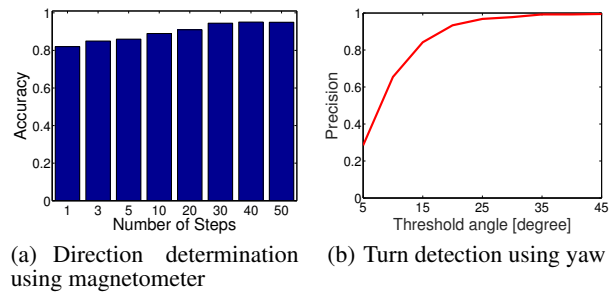 Accuracy
1
0.8
0.6
0.4
0.2
0
1 3 5 10 20 30 40 50
Number of Steps
(a) Direction determination
using magnetometer
Precision
1
0.8
0.6
0.4
0.2
0
5 15 25 35 45
Threshold angle [degree]
(b) Turn detection using yaw